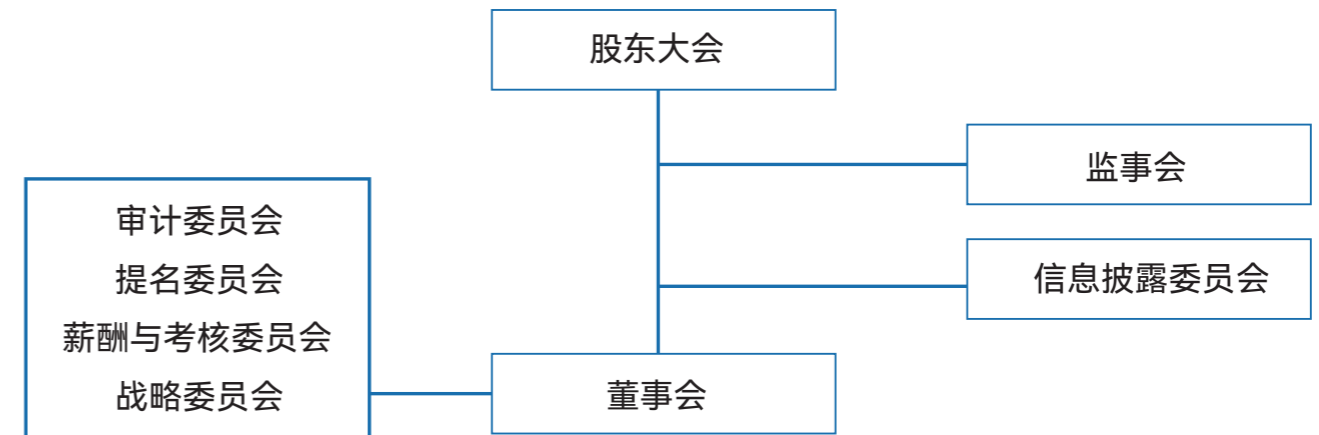 股东大会
监事会
信息披露委员会
审计委员会
提名委员会
薪酬与考核委员会
战略委员会
董事会